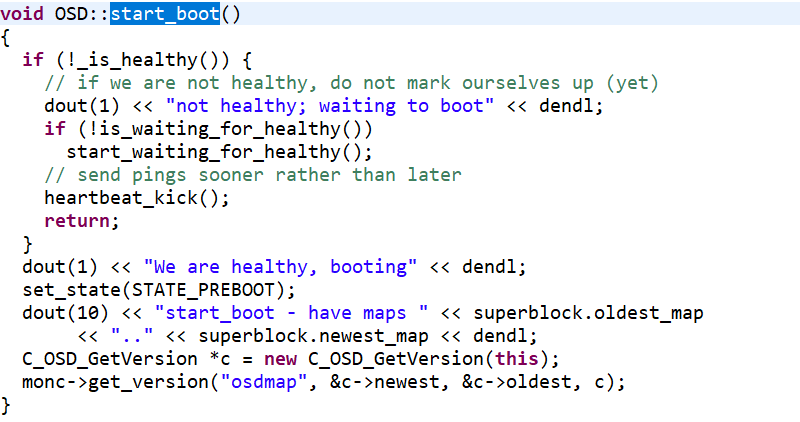 void OSD::start_boot()
{
  if (!_is_healthy()) {
    // if we are not healthy, do not mark ourselves up (yet)
    dout(1) << "not healthy; waiting to boot" << dendl;
    if (!is_waiting_for_healthy())
      start_waiting_for_healthy();
    // send pings sooner rather than later
    heartbeat_kick();
    return;
  }
  dout(1) << "We are healthy, booting" << dendl;
  set_state(STATE_PREBOOT);
  dout(10) << "start_boot - have maps " << superblock.oldest_map
       << ".." << superblock.newest_map << dendl;
  C_OSD_GetVersion *c = new C_OSD_GetVersion(this);
  monc->get_version("osdmap", &c->newest, &c->oldest, c);
}